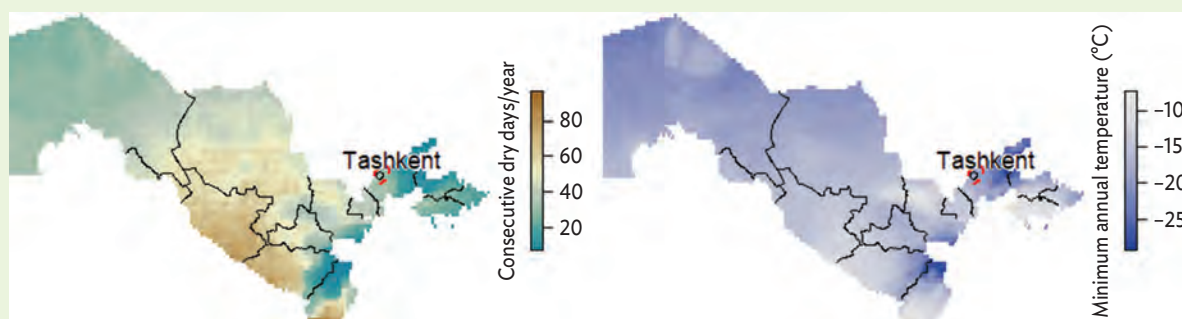 Tashkent
Consecutive dry days/year
80
60
40
20
Tashkent
Minimum annual temperature (°C)
−10
−15
−20
−25